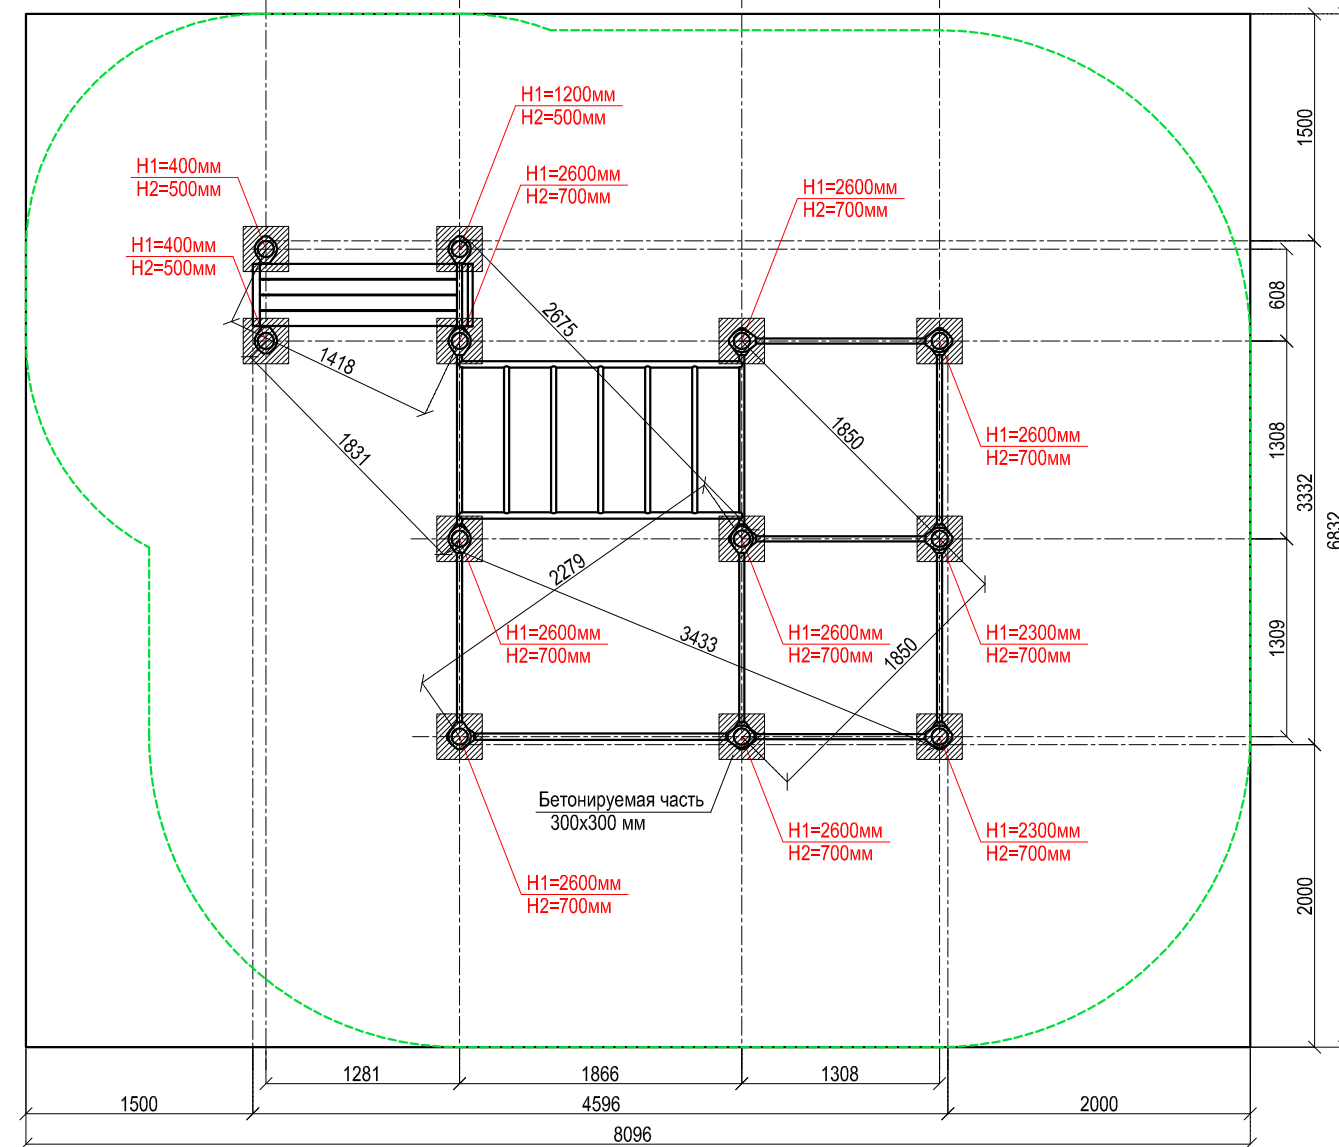 H1=1200мм
H2=500мм
H1=400мм
H2=500мм
H1=2600мм
H2=700мм
H1=2600мм
H2=700мм
H1=400мм
H2=500мм
1500
608
2675
1418
1831
1850
H1=2600мм
H2=700мм
1308
3332
6832
2279
H1=2600мм
H2=700мм
3433
H1=2600мм
H2=700мм
1850
H1=2300мм
H2=700мм
1309
Бетонируемая часть
300х300 мм
H1=2600мм
H2=700мм
H1=2300мм
H2=700мм
H1=2600мм
H2=700мм
2000
1281
1866
1308
1500
4596
2000
8096